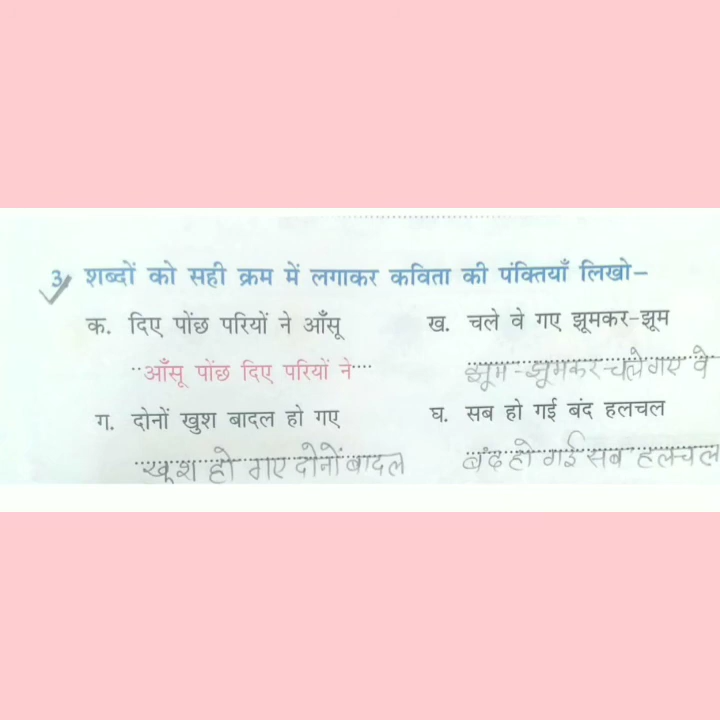 3. शब्दों को सही क्रम में लगाकर कविता की पंक्तियाँ लिखो–
क. दिए पोंछ परियों ने आँसू
ख. चले वे गए झूमकर-झूम
आँसू पोंछ दिए परियों ने
झूम-झूमकर चले गए वे
ग. दोनों खुश बादल हो गए
घ. सब हो गई बंद हलचल
खुश हो गए दोनों बादल
बंद हो गई सब हलचल